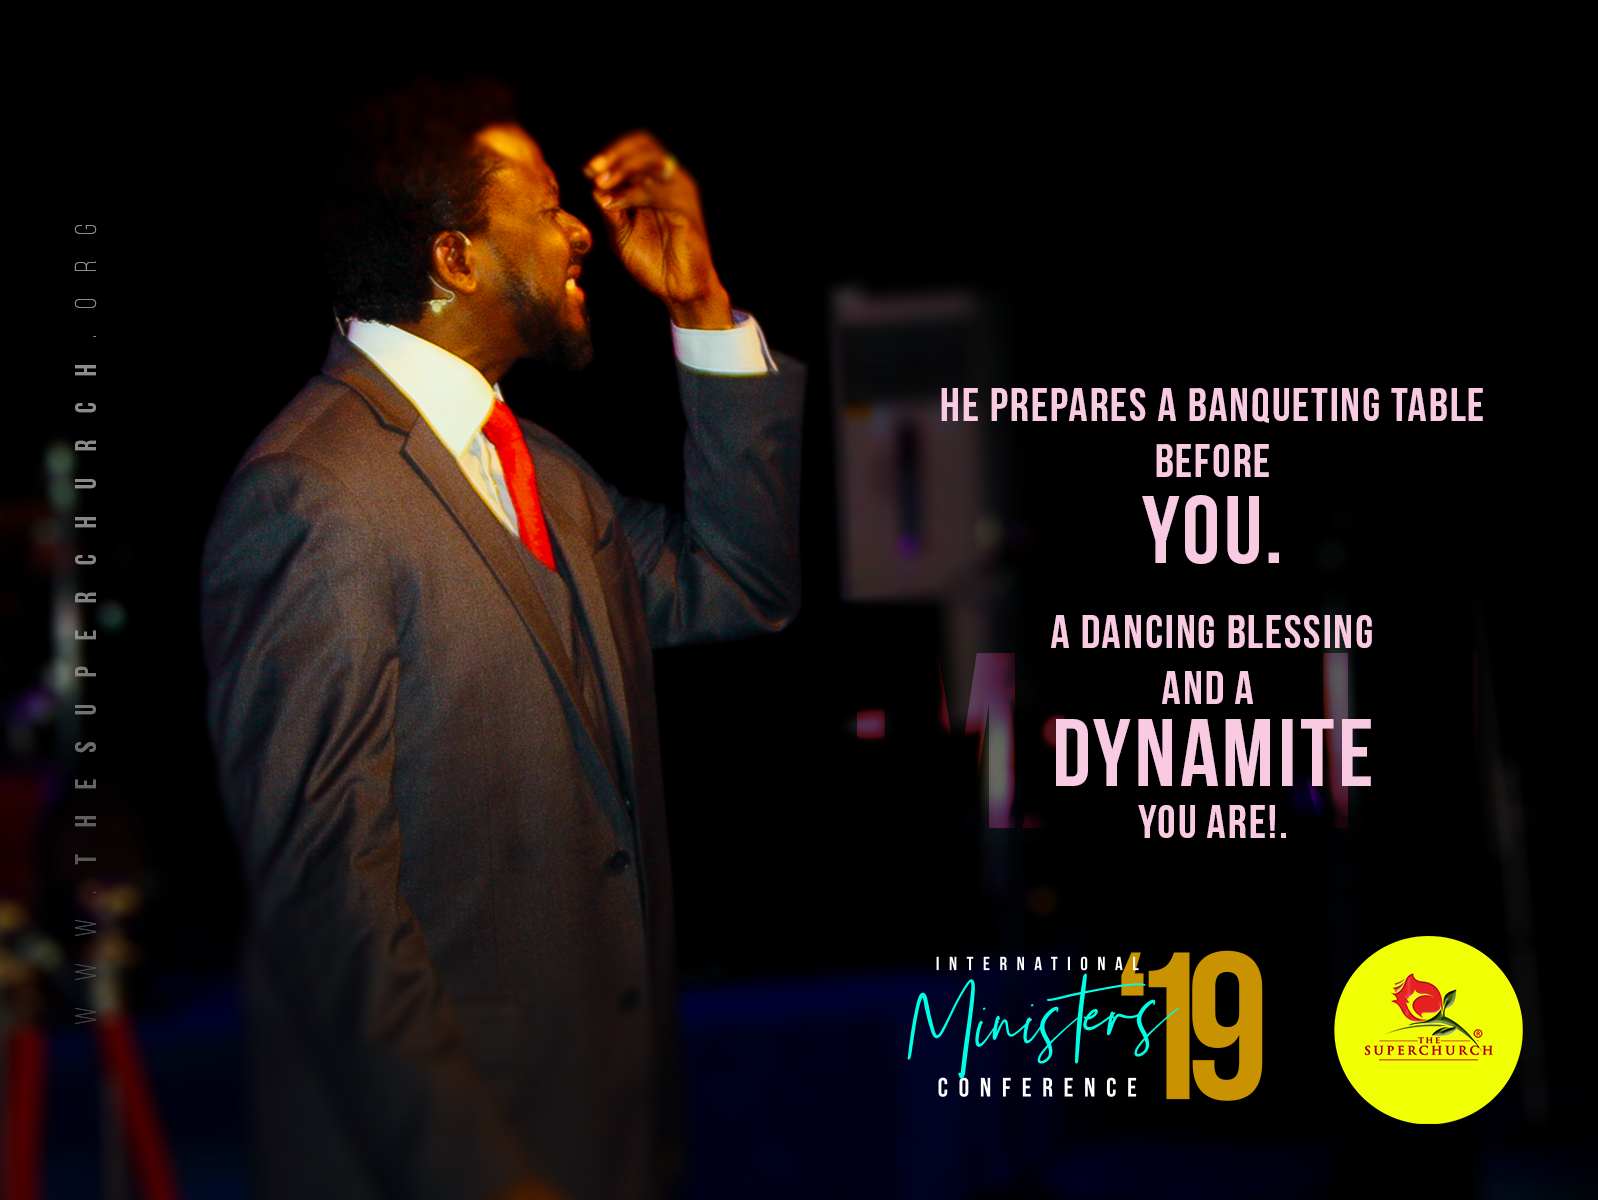 WWW.THESUPERCHURCH.ORG
HE PREPARES A BANQUETING TABLE
BEFORE
YOU.
A DANCING BLESSING
AND A
DYNAMITE
YOU ARE!.
INTERNATIONAL
Ministers '19
CONFERENCE
THE
SUPERCHURCH ®